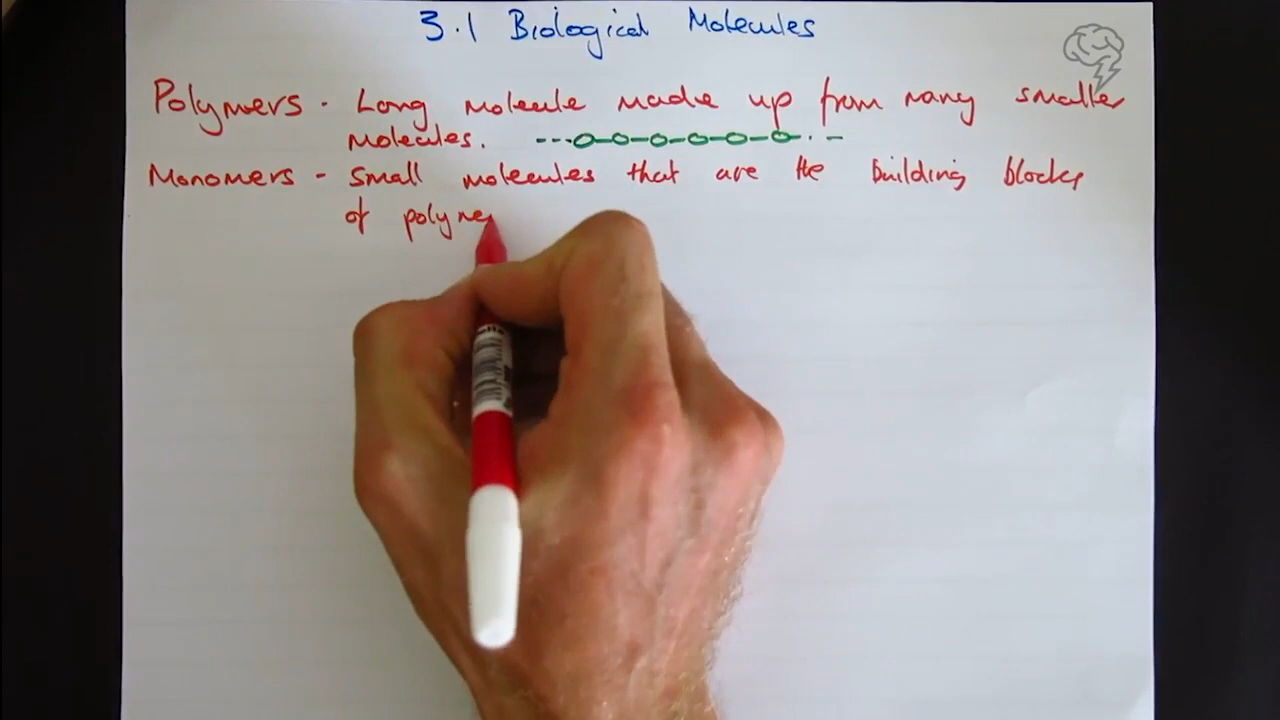 3.1 Biological Molecules
Polymers - Long molecule made up from many smaller
molecules.
Monomers - Small molecules that are the building blocks
of polyme